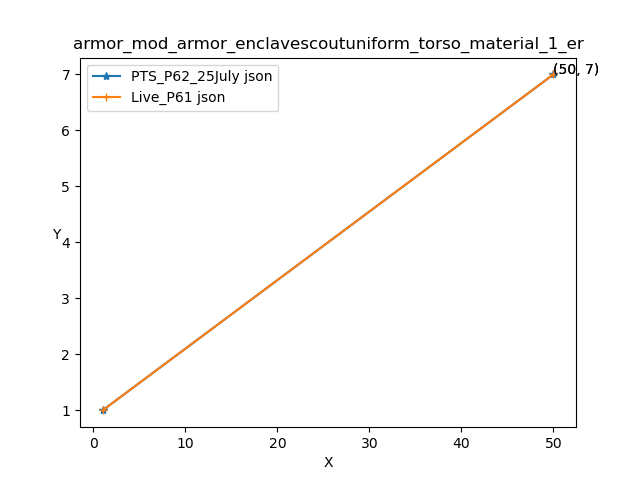 armor_mod_armor_enclavescoutuniform_torso_material_1_er
PTS_P62_25July json
Live_P61 json
(50, 7)
7
6
5
4
3
2
1
Y
0 10 20 30 40 50
X